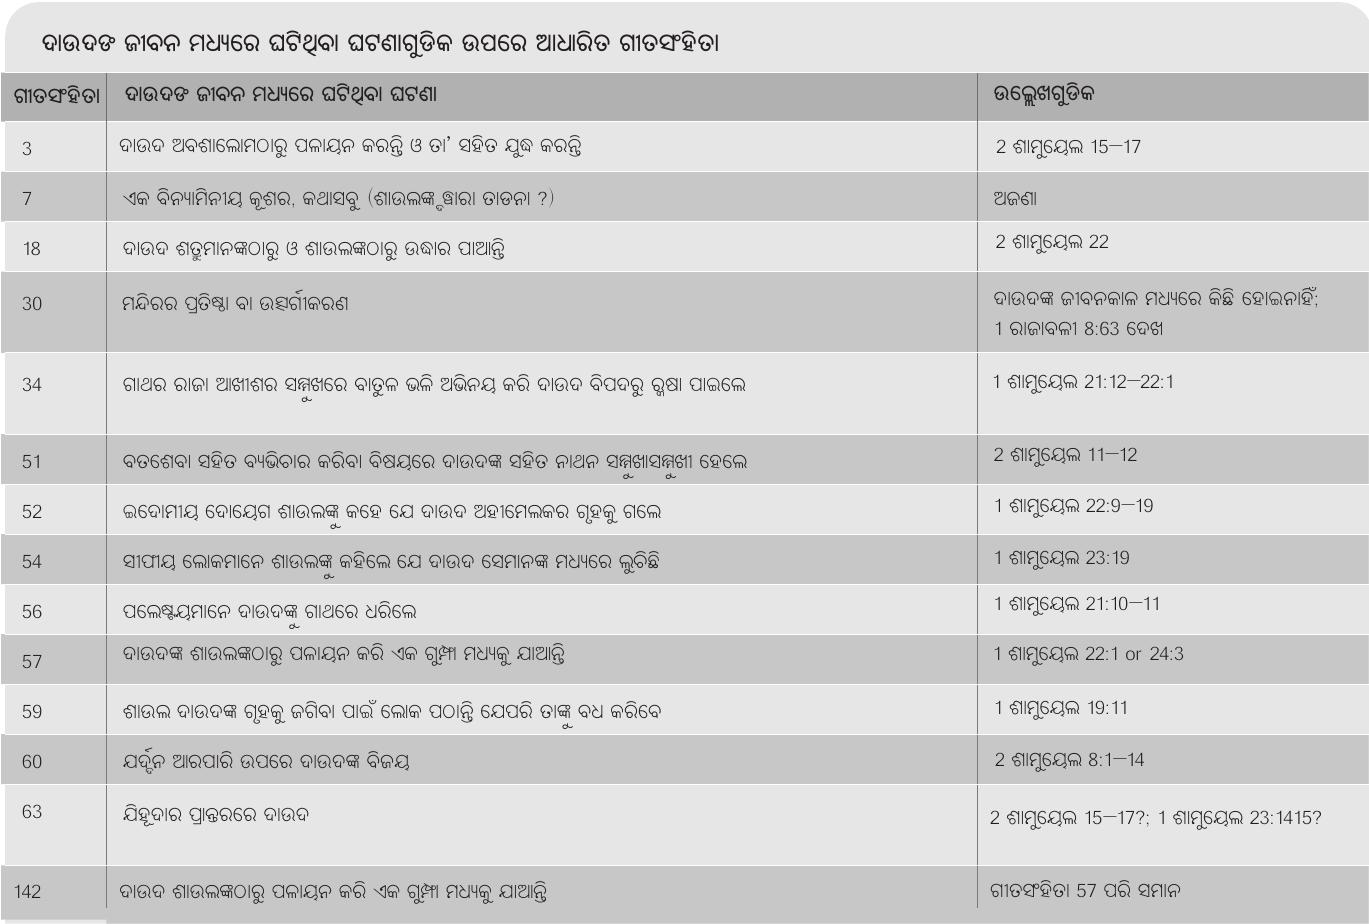 ଦାଉଦଙ ଜୀବନ ମଧ୍ୟରେ ଘଟିଥିବା ଘଟଣାଗୁଡିକ ଉପରେ ଆଧାରିତ ଗୀତସଂହିତା
ଗୀତସଂହିତା ଦାଉଦଙ ଜୀବନ ମଧ୍ୟରେ ଘଟିଥିବା ଘଟଣା ଉଲ୍ଲେଖଗୁଡିକ
3 ଦାଉଦ ଅବଶାଲୋମଠାରୁ ପଳାୟନ କରନ୍ତି ଓ ତା’ ସହିତ ଯୁଦ୍ଧ କରନ୍ତି 2 ଶାମୁୟେଲ 15–17
7 ଏକ ବିନ୍ୟାମିନୀୟ କୂଶର, କଥାସବୁ (ଶାଉଲଙ୍କ ଦ୍ୱାରା ତାଡନା ?) ଅଜଣା
18 ଦାଉଦ ଶତ୍ରୁମାନଙ୍କଠାରୁ ଓ ଶାଉଲଙ୍କଠାରୁ ଉଦ୍ଧାର ପାଆନ୍ତି 2 ଶାମୁୟେଲ 22
30 ମନ୍ଦିରର ପ୍ରତିଷ୍ଠା ବା ଉତ୍ସର୍ଗୀକରଣ ଦାଉଦଙ୍କ ଜୀବନକାଳ ମଧ୍ୟରେ କିଛି ହୋଇନାହିଁ;
1 ରାଜାବଳୀ 8:63 ଦେଖ
34 ଗାଥର ରାଜା ଆଖୀଶର ସମ୍ମୁଖରେ ବାତୁଳ ଭଳି ଅଭିନୟ କରି ଦାଉଦ ବିପଦରୁ ରକ୍ଷା ପାଇଲେ 1 ଶାମୁୟେଲ 21:12–22:1
51 ବତଶେବା ସହିତ ବ୍ୟଭିଚାର କରିବା ବିଷୟରେ ଦାଉଦଙ୍କ ସହିତ ନାଥନ ସମ୍ମୁଖାସମ୍ମୁଖୀ ହେଲେ 2 ଶାମୁୟେଲ 11–12
52 ଇଦୋମୀୟ ଦୋୟେଗ ଶାଉଲଙ୍କୁ କହେ ଯେ ଦାଉଦ ଅହୀମେଲକର ଗୃହକୁ ଗଲେ 1 ଶାମୁୟେଲ 22:9–19
54 ସୀଫୀୟ ଲୋକମାନେ ଶାଉଲଙ୍କୁ କହିଲେ ଯେ ଦାଉଦ ସେମାନଙ୍କ ମଧ୍ୟରେ ଲୁଚିଛି 1 ଶାମୁୟେଲ 23:19
56 ପଲେଷ୍ଟୀୟମାନେ ଦାଉଦଙ୍କୁ ଗାଥରେ ଧରିଲେ 1 ଶାମୁୟେଲ 21:10–11
57 ଦାଉଦଙ୍କ ଶାଉଲଙ୍କଠାରୁ ପଳାୟନ କରି ଏକ ଗୁମ୍ଫା ମଧ୍ୟକୁ ଯାଆନ୍ତି 1 ଶାମୁୟେଲ 22:1 or 24:3
59 ଶାଉଲ ଦାଉଦଙ୍କ ଗୃହକୁ ଜଗିବା ପାଇଁ ଲୋକ ପଠାନ୍ତି ଯେପରି ତାଙ୍କୁ ବଧ କରିବେ 1 ଶାମୁୟେଲ 19:11
60 ଯର୍ଦ୍ଦନ ଆରପାରି ଉପରେ ଦାଉଦଙ୍କ ବିଜୟ 2 ଶାମୁୟେଲ 8:1–14
63 ଯିହୂଦାର ପ୍ରାନ୍ତରରେ ଦାଉଦ 2 ଶାମୁୟେଲ 15–17?; 1 ଶାମୁୟେଲ 23:1415?
142 ଦାଉଦ ଶାଉଲଙ୍କଠାରୁ ପଳାୟନ କରି ଏକ ଗୁମ୍ଫା ମଧ୍ୟକୁ ଯାଆନ୍ତି ଗୀତସଂହିତା 57 ପରି ସମାନ